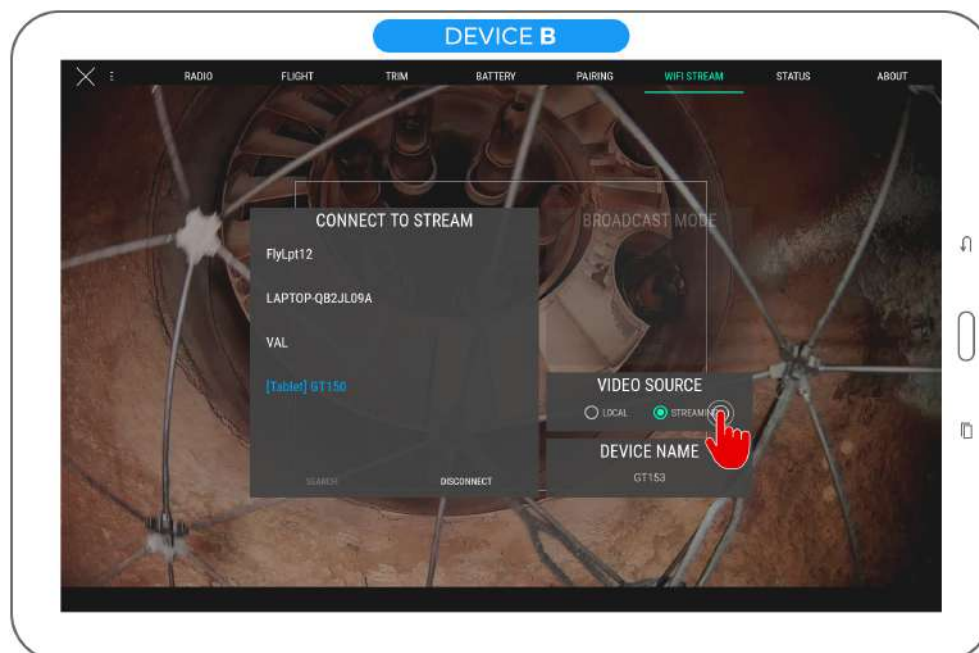 DEVICE B
RADIO FLIGHT TRIM BATTERY PAIRING WIFI STREAM STATUS ABOUT
CONNECT TO STREAM
FlyLpt12
LAPTOP-QB2JL09A
VAL
[Tablet] GT150
SEARCH DISCONNECT
BROADCAST MODE
VIDEO SOURCE
LOCAL
DEVICE NAME
GT153